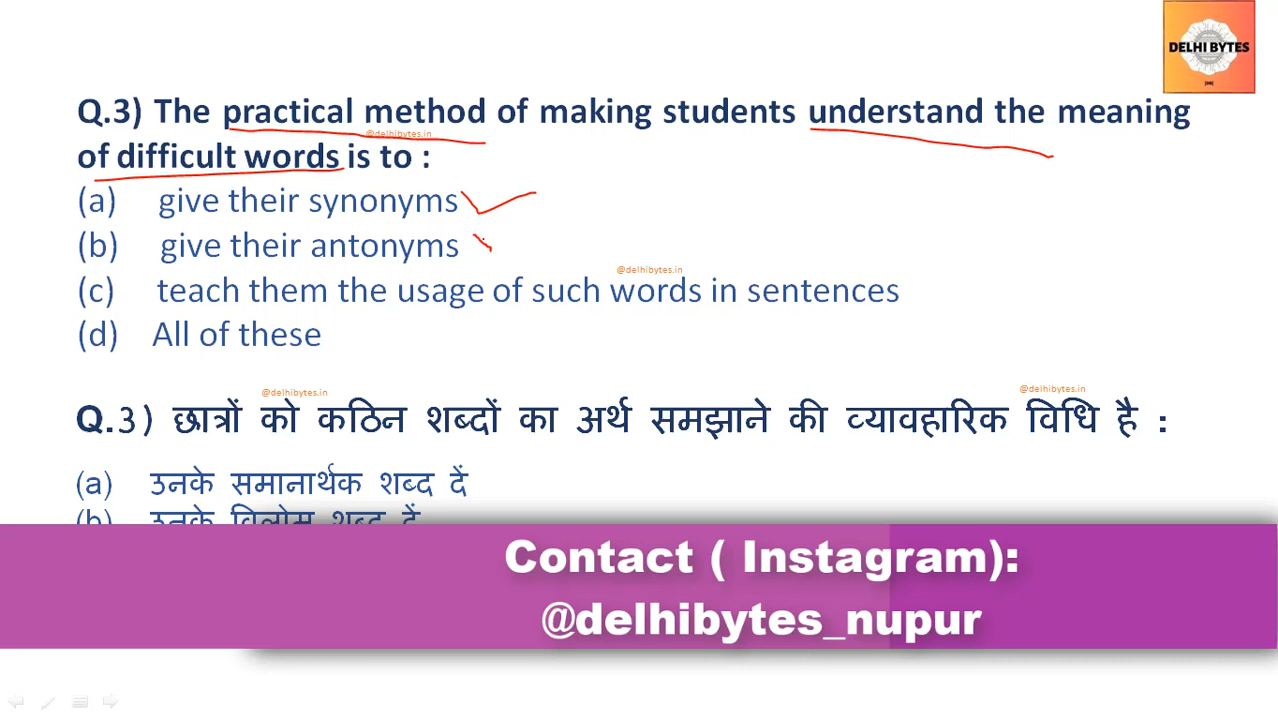 DELHI BYTES
Q.3) The practical method of making students understand the meaning
@delhibytes.in
of difficult words is to :
(a) give their synonyms
(b) give their antonyms
@delhibytes.in
(c) teach them the usage of such words in sentences
(d) All of these
@delhibytes.in @delhibytes.in
Q.3) छात्रों को कठिन शब्दों का अर्थ समझाने की व्यावहारिक विधि है :
(a) उनके समानार्थक शब्द दें
(b) उनके विलोम शब्द दें
Contact ( Instagram):
@delhibytes_nupur